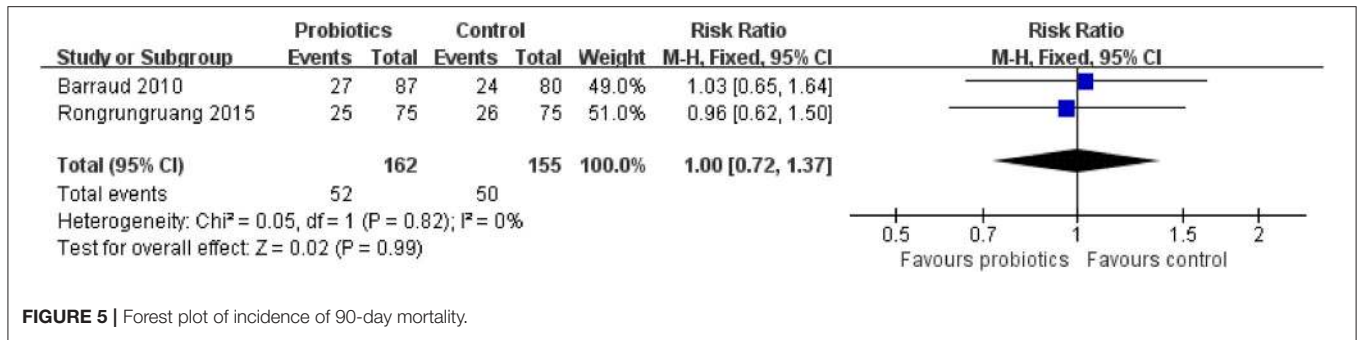 Probiotics Control Risk Ratio Risk Ratio
Study or Subgroup Events Total Events Total Weight M-H, Fixed, 95% CI M-H, Fixed, 95% CI
Barraud 2010 27 87 24 80 49.0% 1.03 [0.65, 1.64]
Rongrungruang 2015 25 75 26 75 51.0% 0.96 [0.62, 1.50]
Total (95% CI) 162 155 100.0% 1.00 [0.72, 1.37]
Total events 52 50
Heterogeneity: Chi² = 0.05, df = 1 (P = 0.82); I² = 0%
Test for overall effect: Z = 0.02 (P = 0.99)
0.5 0.7 1 1.5 2
Favours probiotics Favours control
FIGURE 5 | Forest plot of incidence of 90-day mortality.